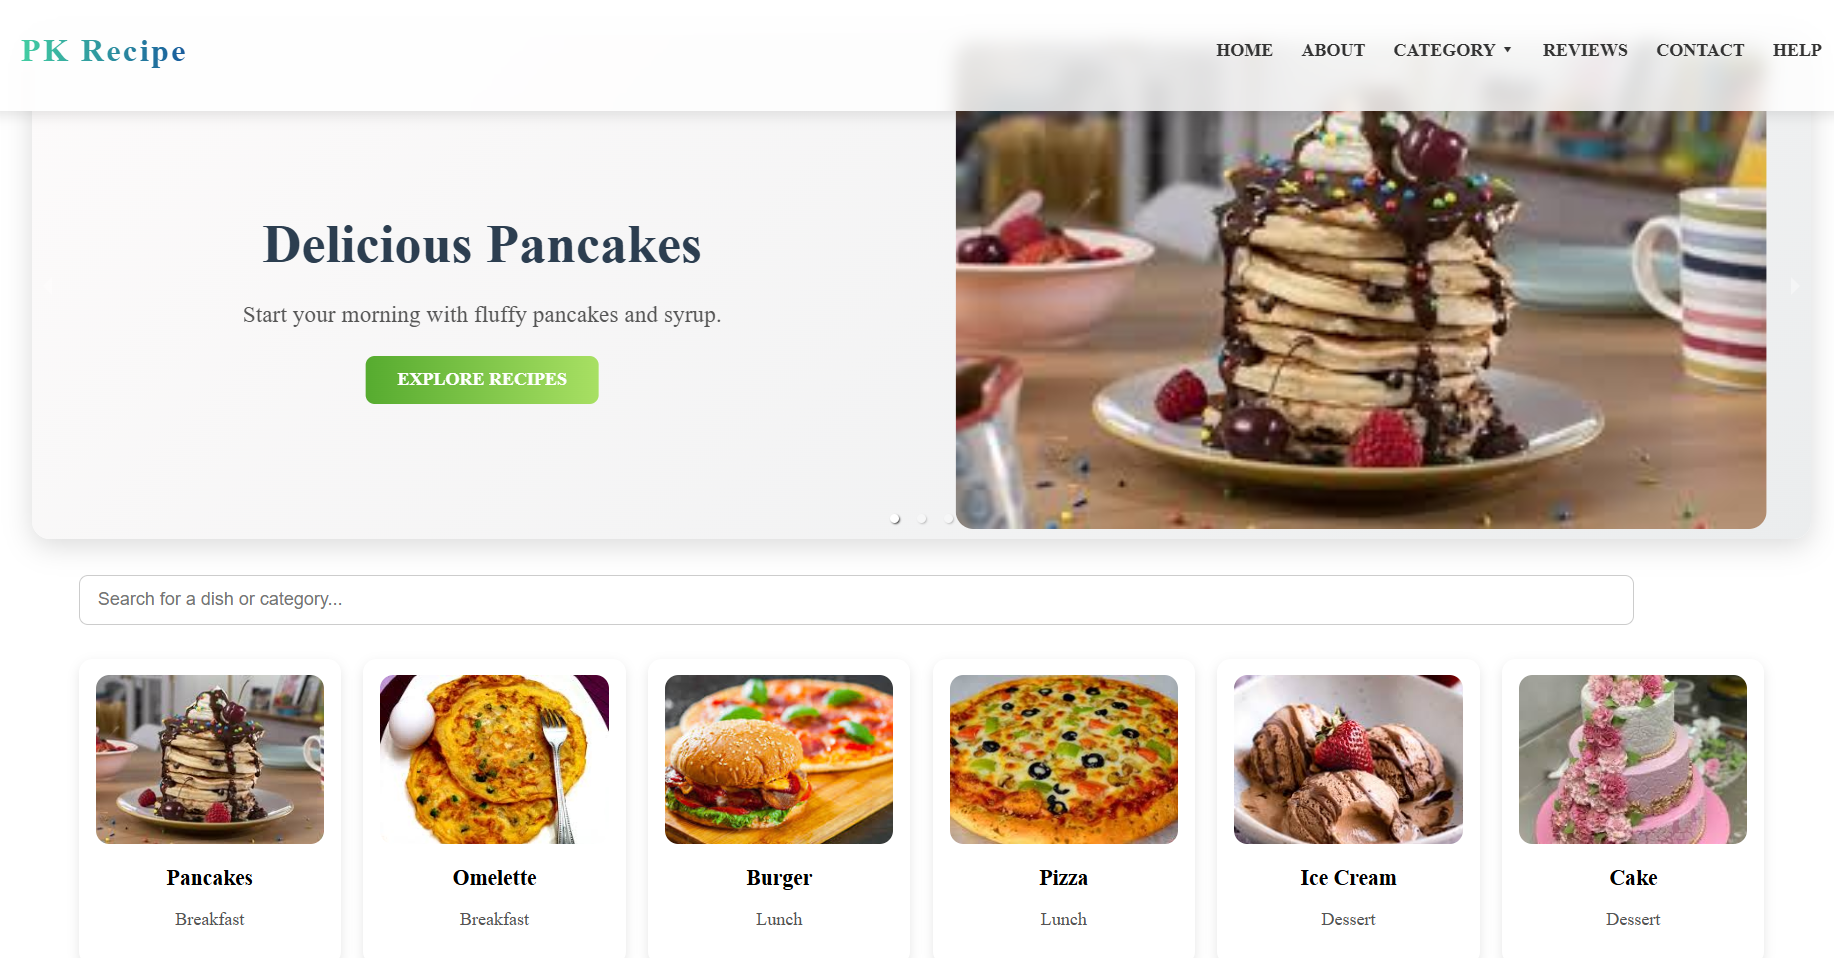 PK Recipe
HOME ABOUT CATEGORY ▼ REVIEWS CONTACT HELP
Delicious Pancakes
Start your morning with fluffy pancakes and syrup.
EXPLORE RECIPES
Search for a dish or category...
Pancakes
Breakfast
Omelette
Breakfast
Burger
Lunch
Pizza
Lunch
Ice Cream
Dessert
Cake
Dessert